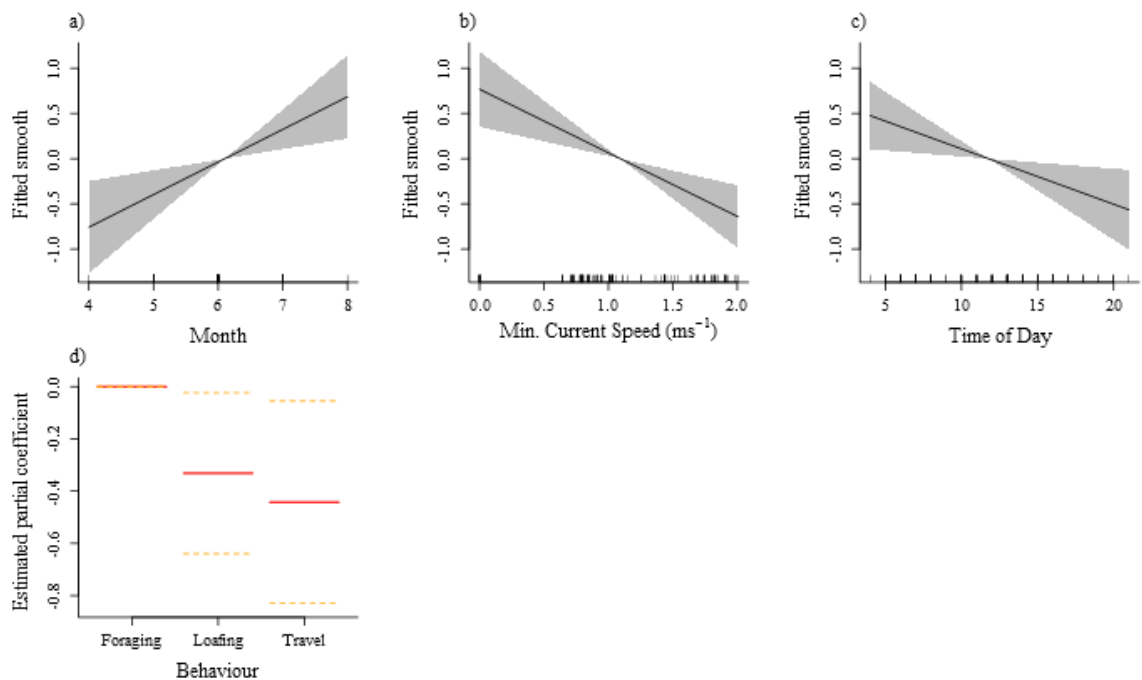 a)
Fitted smooth
1.0
0.5
0.0
-0.5
-1.0
4 5 6 7 8
Month
b)
Fitted smooth
1.0
0.5
0.0
-0.5
-1.0
0.0 0.5 1.0 1.5 2.0
Min. Current Speed (ms⁻¹)
c)
Fitted smooth
1.0
0.5
0.0
-0.5
-1.0
5 10 15 20
Time of Day
d)
Estimated partial coefficient
0.0
-0.2
-0.4
-0.6
-0.8
Foraging Loafing Travel
Behaviour